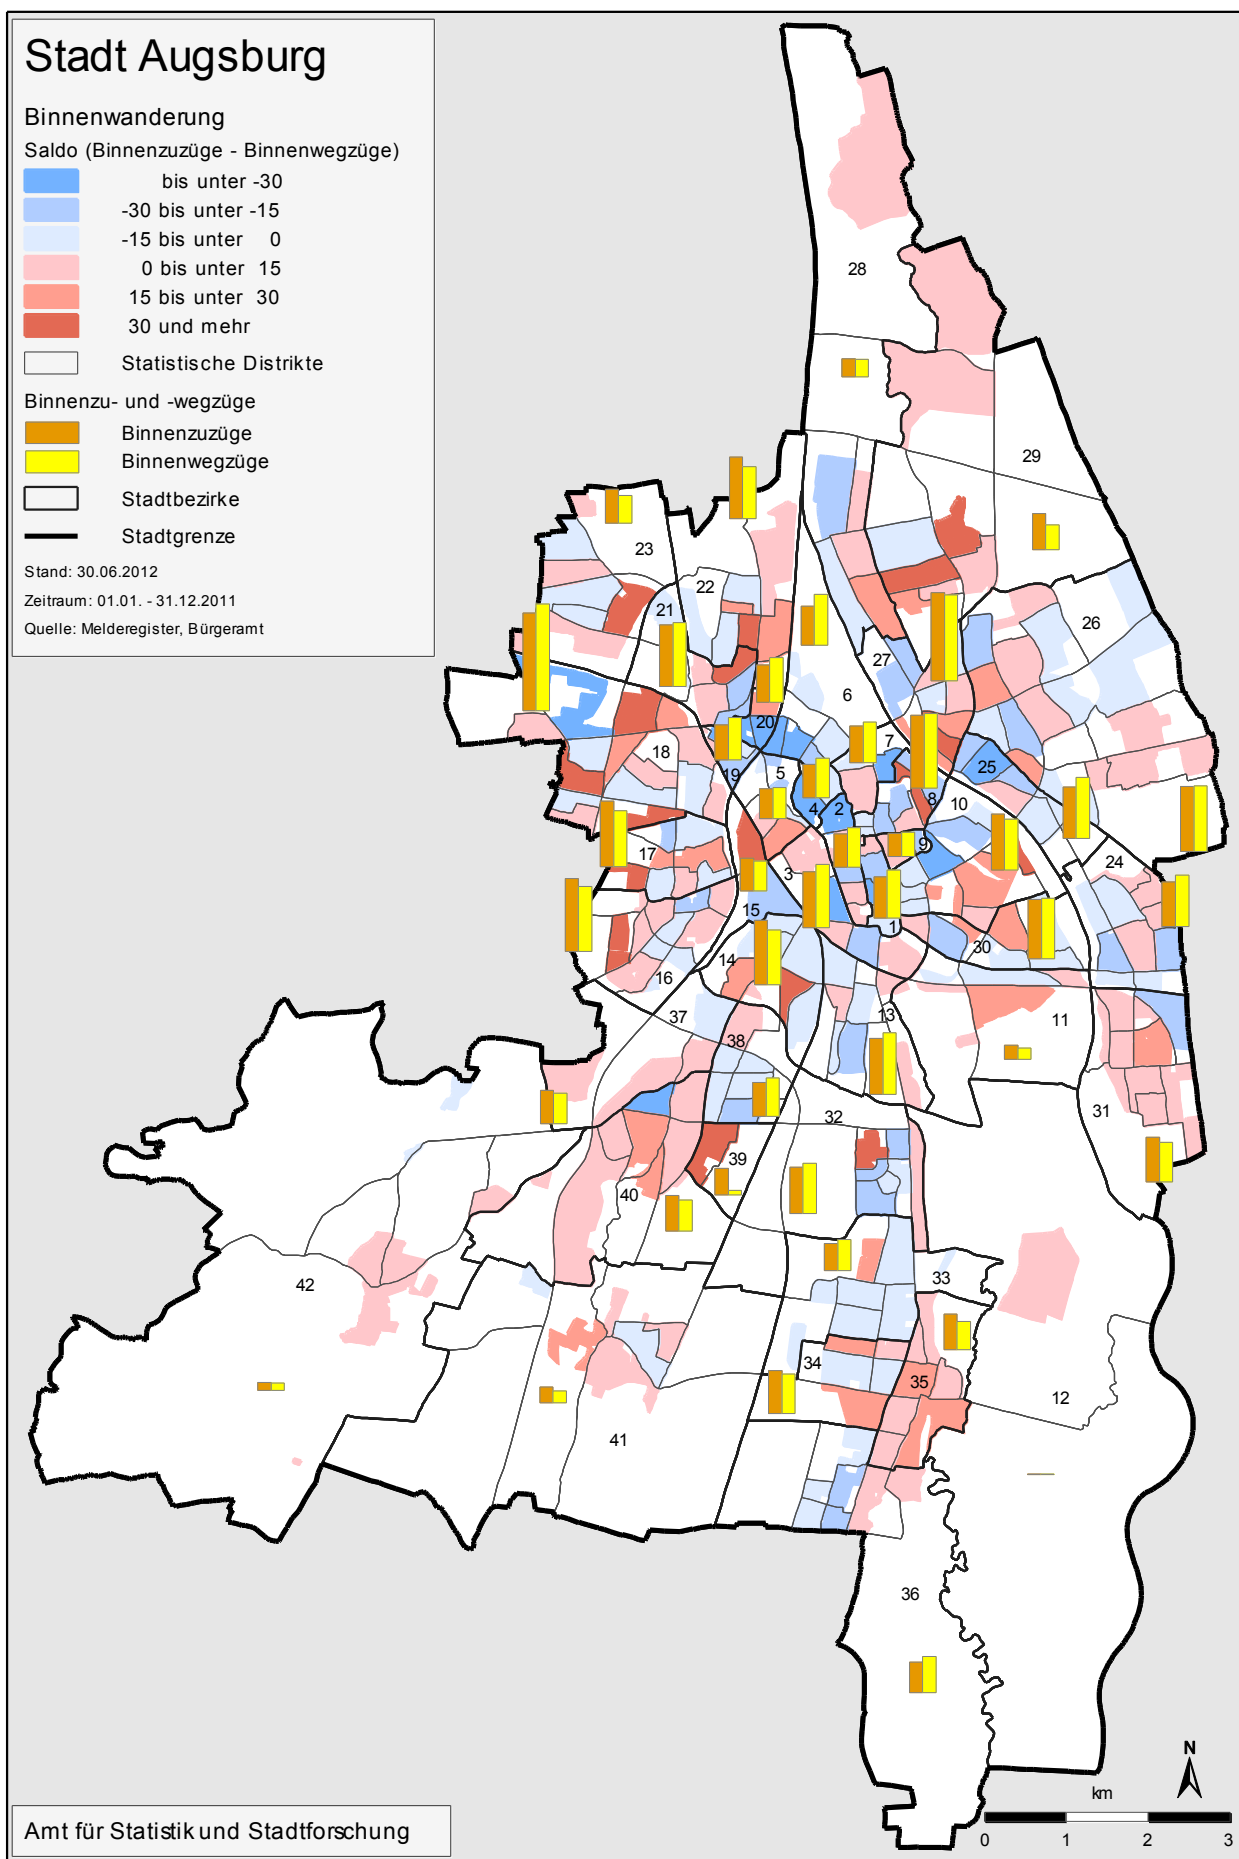 Stadt Augsburg
Binnenwanderung
Saldo (Binnenzuzüge - Binnenwegzüge)
bis unter -30
-30 bis unter -15
-15 bis unter 0
0 bis unter 15
15 bis unter 30
30 und mehr
Statistische Distrikte
Binnenzu- und -wegzüge
Binnenzuzüge
Binnenwegzüge
Stadtbezirke
Stadtgrenze
Stand: 30.06.2012
Zeitraum: 01.01. - 31.12.2011
Quelle: Melderegister, Bürgeramt
28
29
23
22
21
26
27
6
20
7
18
19
5
25
4
2
8
10
17
9
24
3
15
1
30
14
16
37
13
11
38
31
32
39
40
42
33
34
35
12
41
36
N
km
0 1 2 3
Amt für Statistik und Stadtforschung